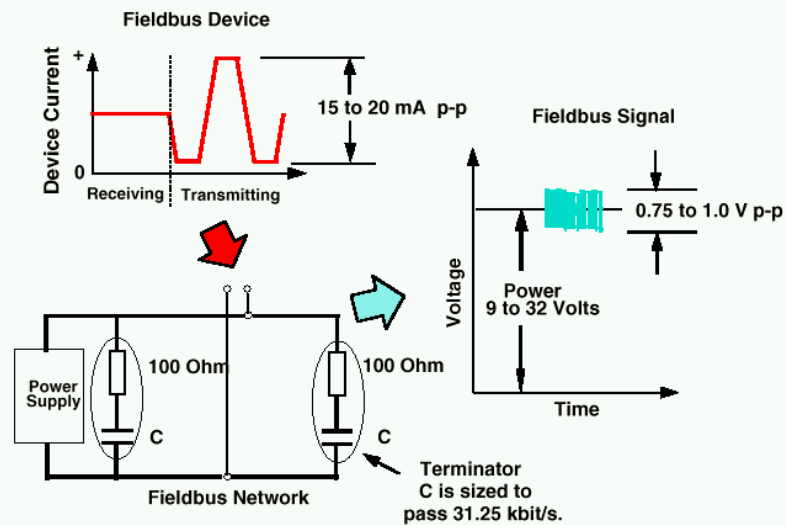 Fieldbus Device
Device Current
+
0
15 to 20 mA p-p
Receiving
Transmitting
Fieldbus Signal
Voltage
0.75 to 1.0 V p-p
Power
9 to 32 Volts
Time
Power
Supply
100 Ohm
C
100 Ohm
C
Fieldbus Network
Terminator
C is sized to
pass 31.25 kbit/s.